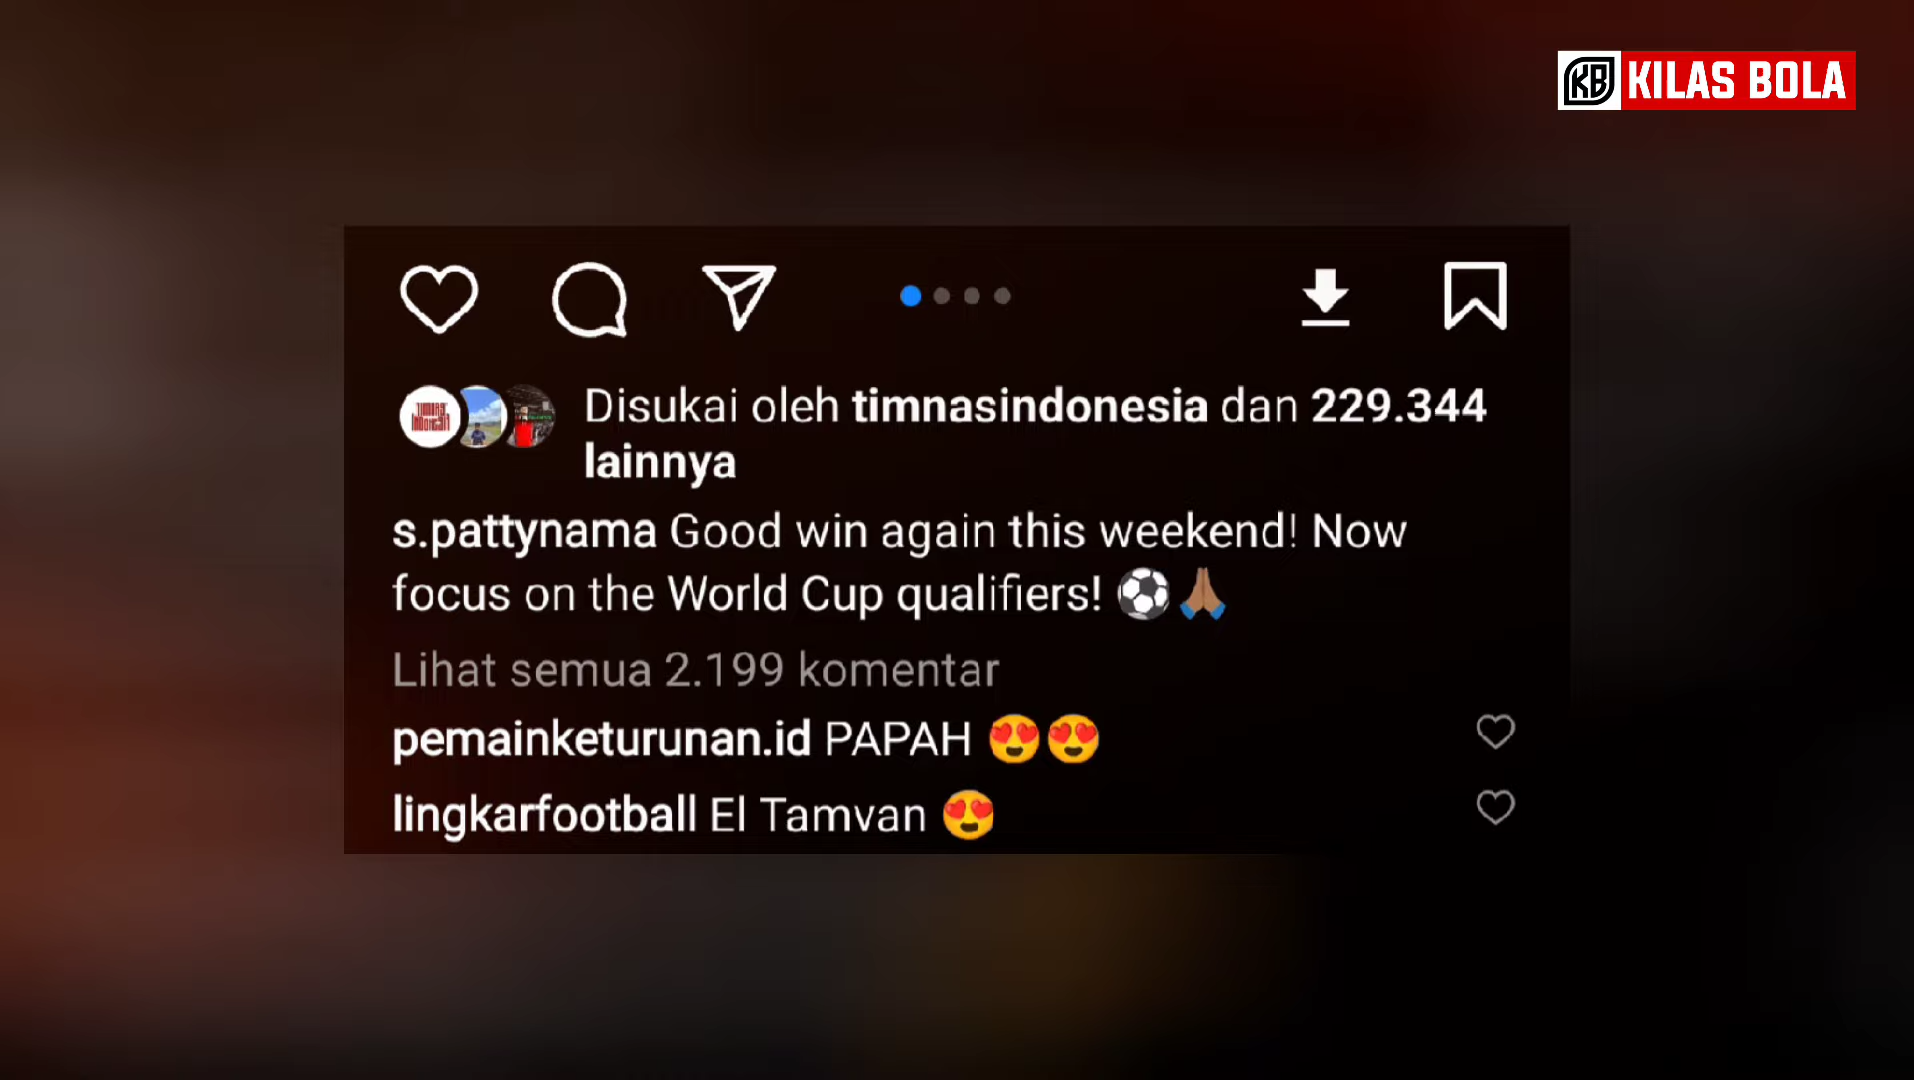 KB KILAS BOLA
Disukai oleh timnasindonesia dan 229.344
lainnya
s.pattynama Good win again this weekend! Now
focus on the World Cup qualifiers! ⚽🙏🏽
Lihat semua 2.199 komentar
pemainketurunan.id PAPAH 😍😍
lingkarfootball El Tamvan 😍